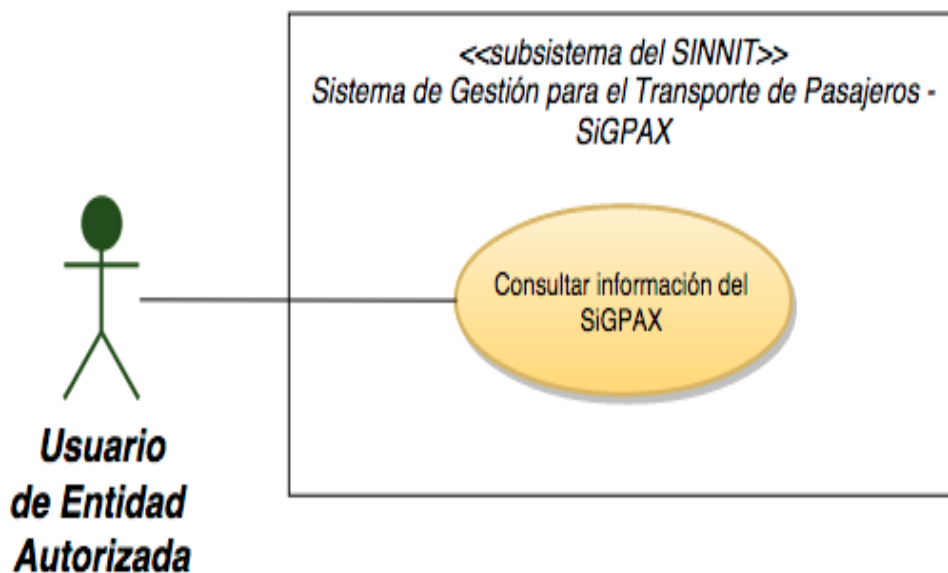 <<subsistema del SINNIT>>
Sistema de Gestión para el Transporte de Pasajeros -
SiGPAX
Consultar información del
SiGPAX
Usuario
de Entidad
Autorizada